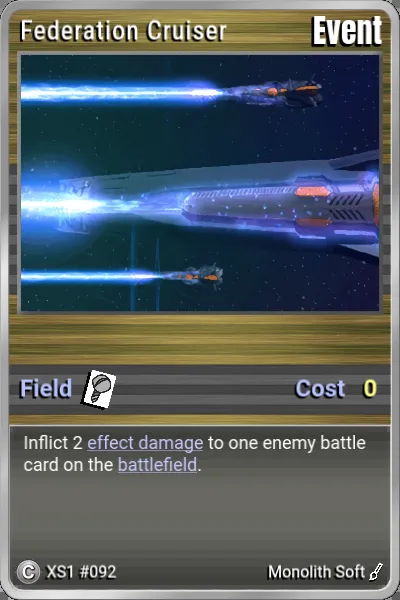 Federation Cruiser
Event
Field
Cost 0
Inflict 2 effect damage to one enemy battle
card on the battlefield.
C XS1 #092
Monolith Soft